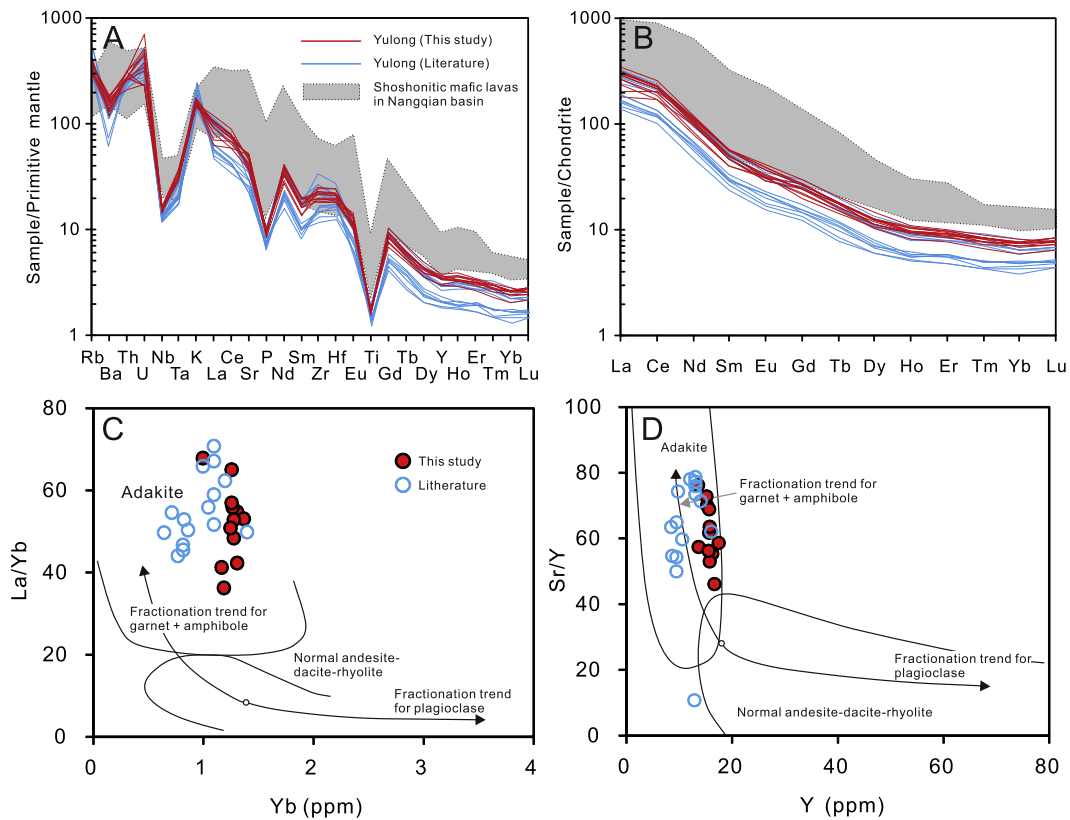 A
1000
100
10
1
Sample/Primitive mantle
Yulong (This study)
Yulong (Literature)
Shoshonitic mafic lavas
in Nangqian basin
Rb Th Nb K Ce P Sm Hf Ti Tb Y Er Yb
Ba U Ta La Sr Nd Zr Eu Gd Dy Ho Tm Lu
B
1000
100
10
1
Sample/Chondrite
La Ce Nd Sm Eu Gd Tb Dy Ho Er Tm Yb Lu
C
80
60
40
20
0
La/Yb
This study
Litherature
Adakite
Fractionation trend for
garnet + amphibole
Normal andesite-
dacite-rhyolite
Fractionation trend
for plagioclase
0 1 2 3 4
Yb (ppm)
D
100
80
60
40
20
0
Sr/Y
Adakite
Fractionation trend for
garnet + amphibole
Fractionation trend for
plagioclase
Normal andesite-dacite-rhyolite
0 20 40 60 80
Y (ppm)